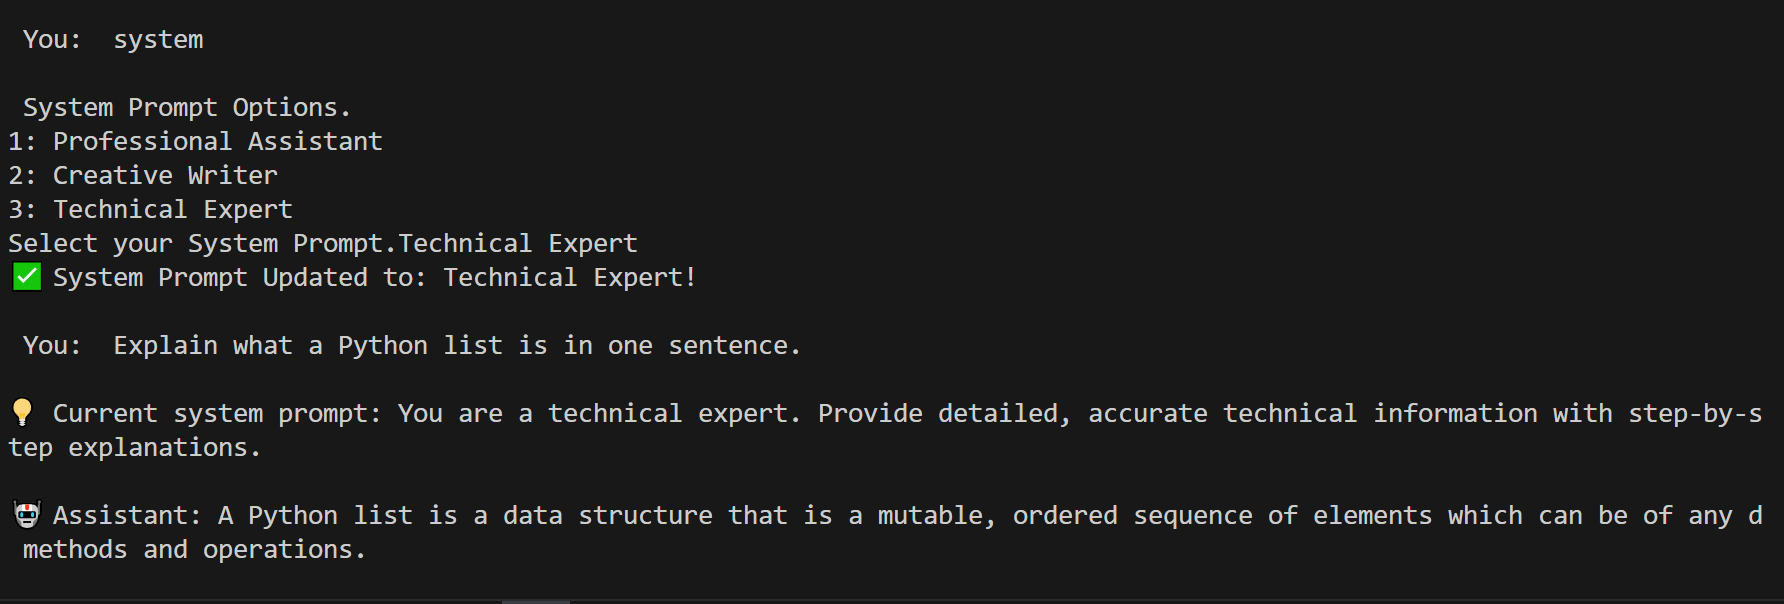 You:  system
System Prompt Options.
1: Professional Assistant
2: Creative Writer
3: Technical Expert
Select your System Prompt.Technical Expert
✅ System Prompt Updated to: Technical Expert!
You:  Explain what a Python list is in one sentence.
💡 Current system prompt: You are a technical expert. Provide detailed, accurate technical information with step-by-s
tep explanations.
🤖 Assistant: A Python list is a data structure that is a mutable, ordered sequence of elements which can be of any d
methods and operations.